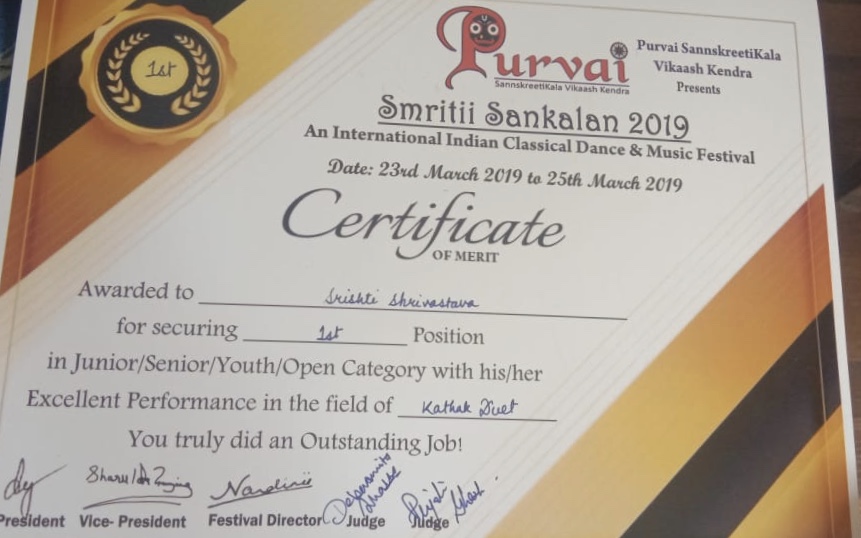 1st
Purvai
SannskreetiKala Vikaash Kendra
Purvai SannskreetiKala
Vikaash Kendra
Presents
Smritii Sankalan 2019
An International Indian Classical Dance & Music Festival
Date: 23rd March 2019 to 25th March 2019
Certificate
OF MERIT
Awarded to Srishti Shrivastava
for securing 1st Position
in Junior/Senior/Youth/Open Category with his/her
Excellent Performance in the field of Kathak Duet
You truly did an Outstanding Job!
President Vice- President Festival Director Judge Judge